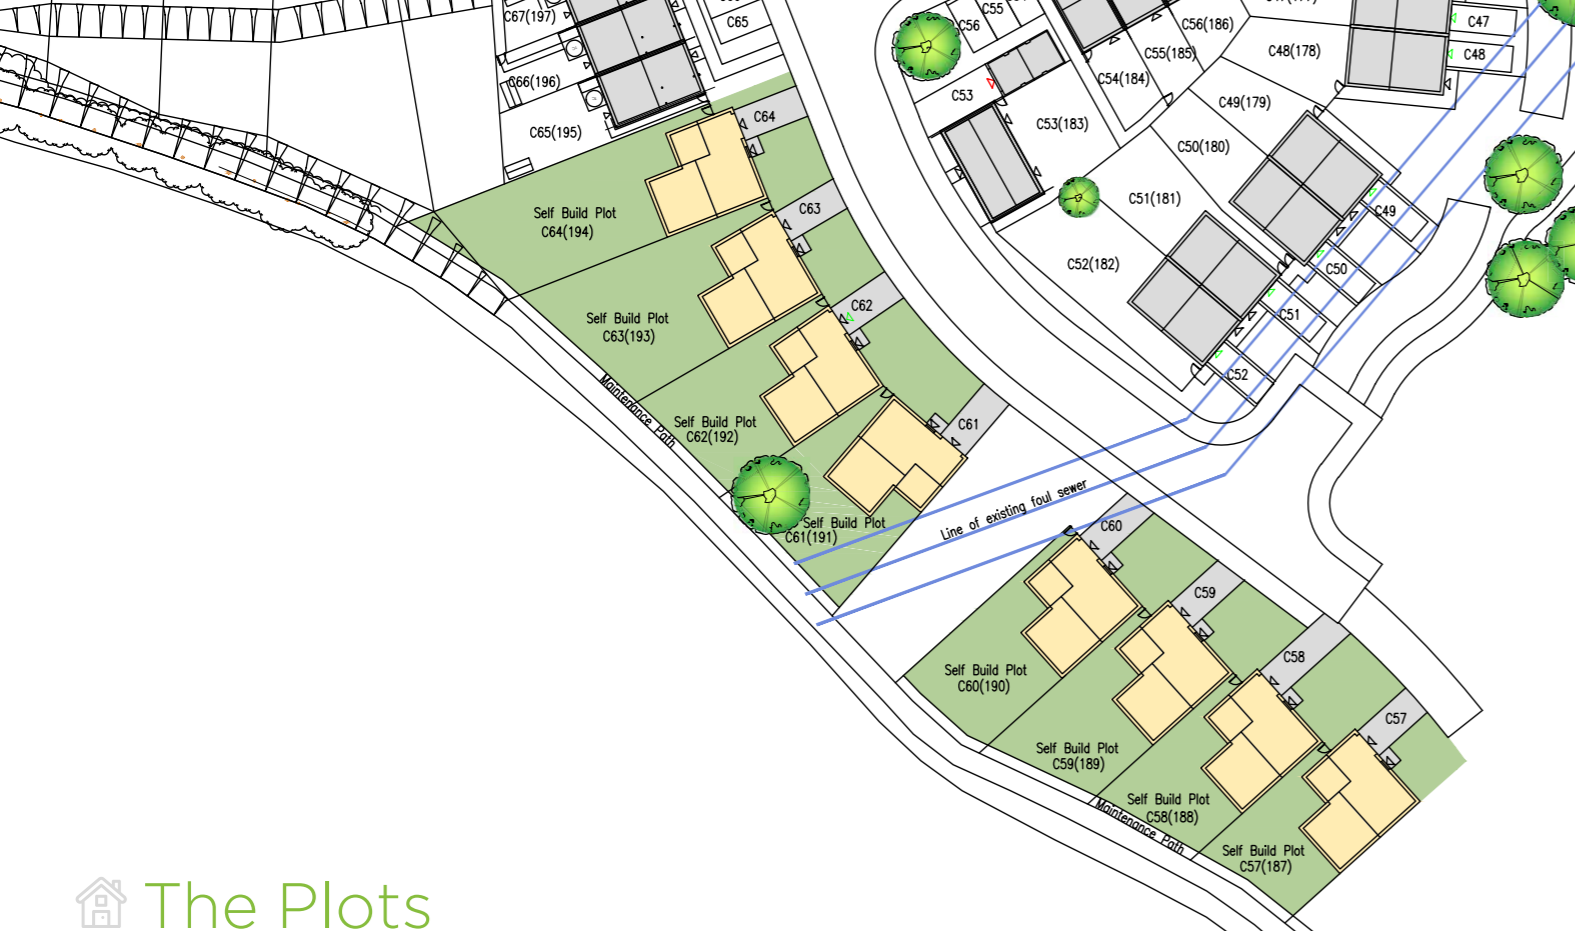 C67(197)
C65
C66(196)
C65(195)
C64
C63
C62
C61
Self Build Plot
C64(194)
Self Build Plot
C63(193)
Self Build Plot
C62(192)
Self Build Plot
C61(191)
Maintenance Path
Line of existing foul sewer
C55
C56
C53
C56(186)
C55(185)
C54(184)
C53(183)
C52(182)
C51(181)
C50(180)
C49(179)
C48(178)
C47
C48
C49
C50
C51
C52
C60
C59
C58
C57
Self Build Plot
C60(190)
Self Build Plot
C59(189)
Self Build Plot
C58(188)
Self Build Plot
C57(187)
Maintenance Path
The Plots